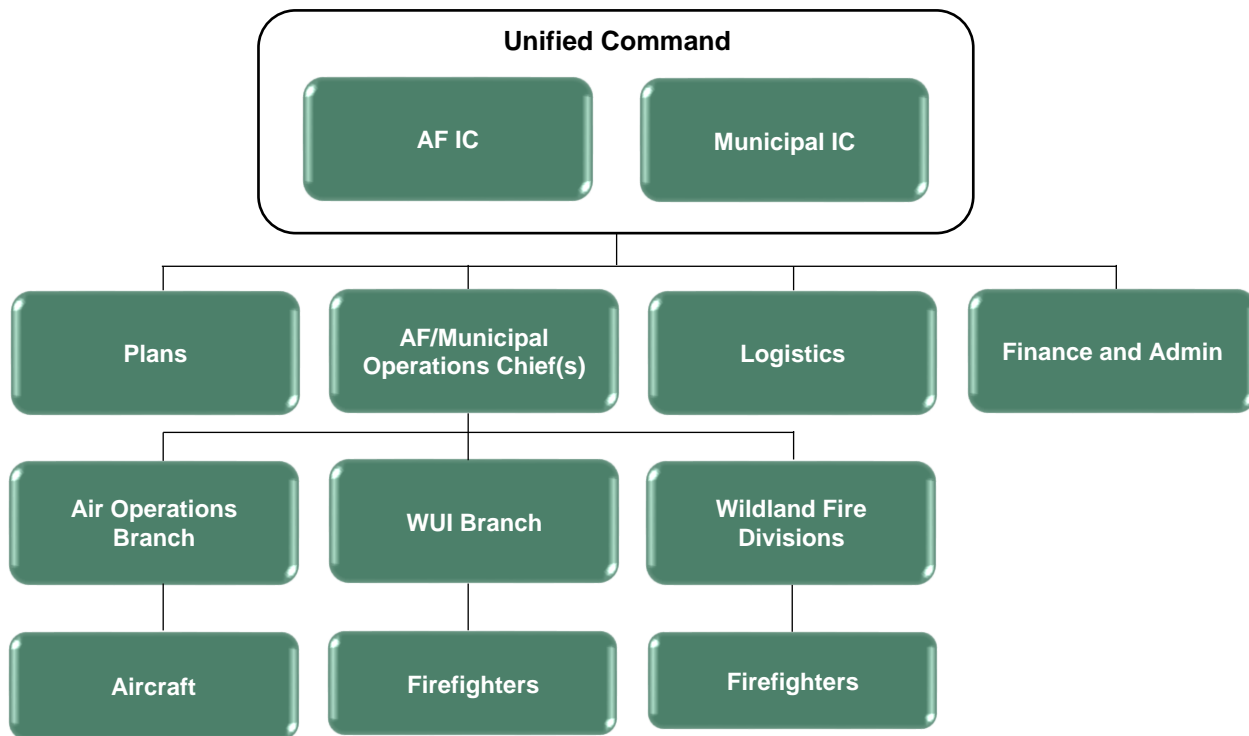 Unified Command
AF IC
Municipal IC
Plans
AF/Municipal
Operations Chief(s)
Logistics
Finance and Admin
Air Operations
Branch
WUI Branch
Wildland Fire
Divisions
Aircraft
Firefighters
Firefighters